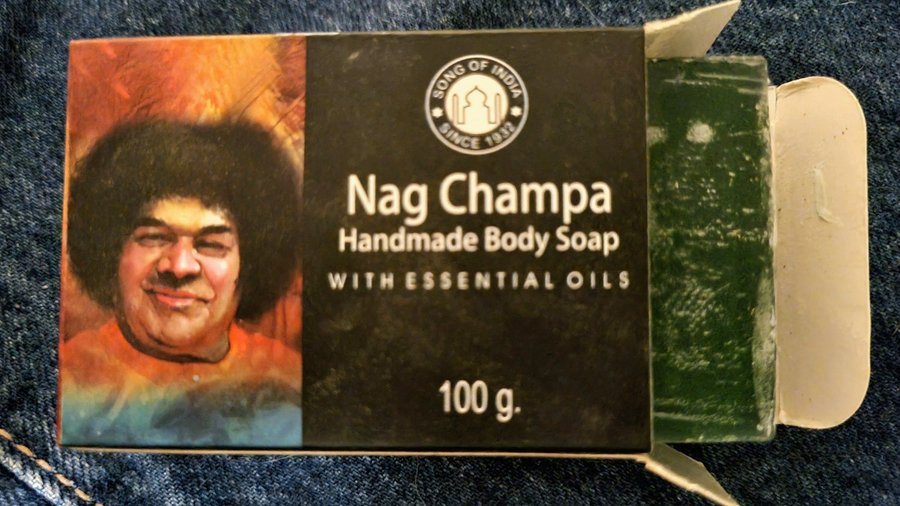 SONG OF INDIA
SINCE 1932
Nag Champa
Handmade Body Soap
WITH ESSENTIAL OILS
100 g.